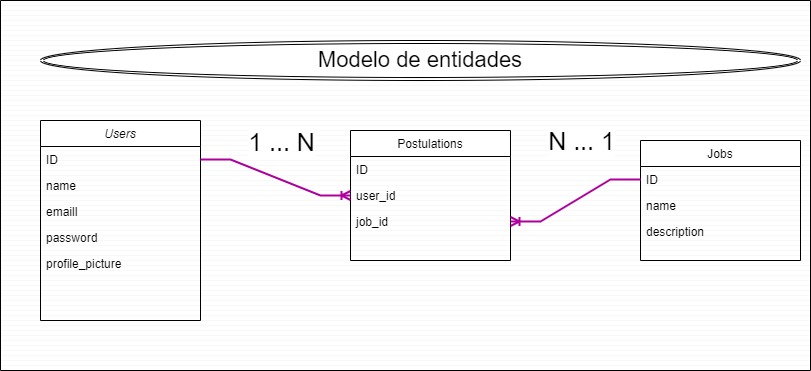 Modelo de entidades
Users
ID
name
emaill
password
profile_picture
1 ... N
Postulations
ID
user_id
job_id
N ... 1
Jobs
ID
name
description